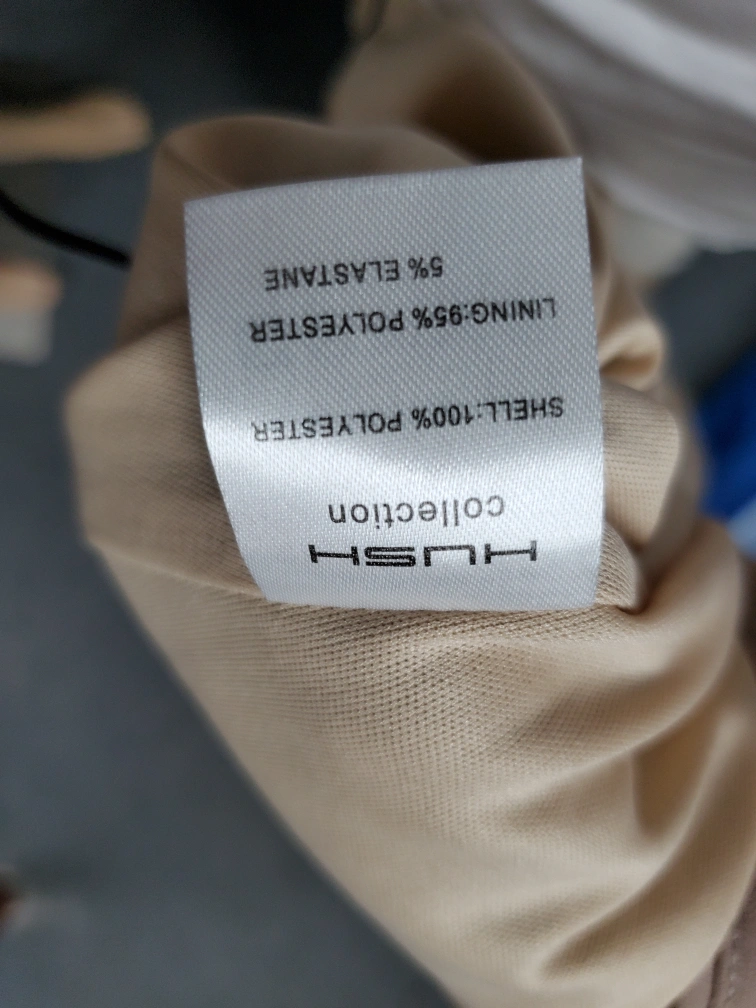 HUSH
collection
SHELL:100% POLYESTER
LINING:95% POLYESTER
5% ELASTANE